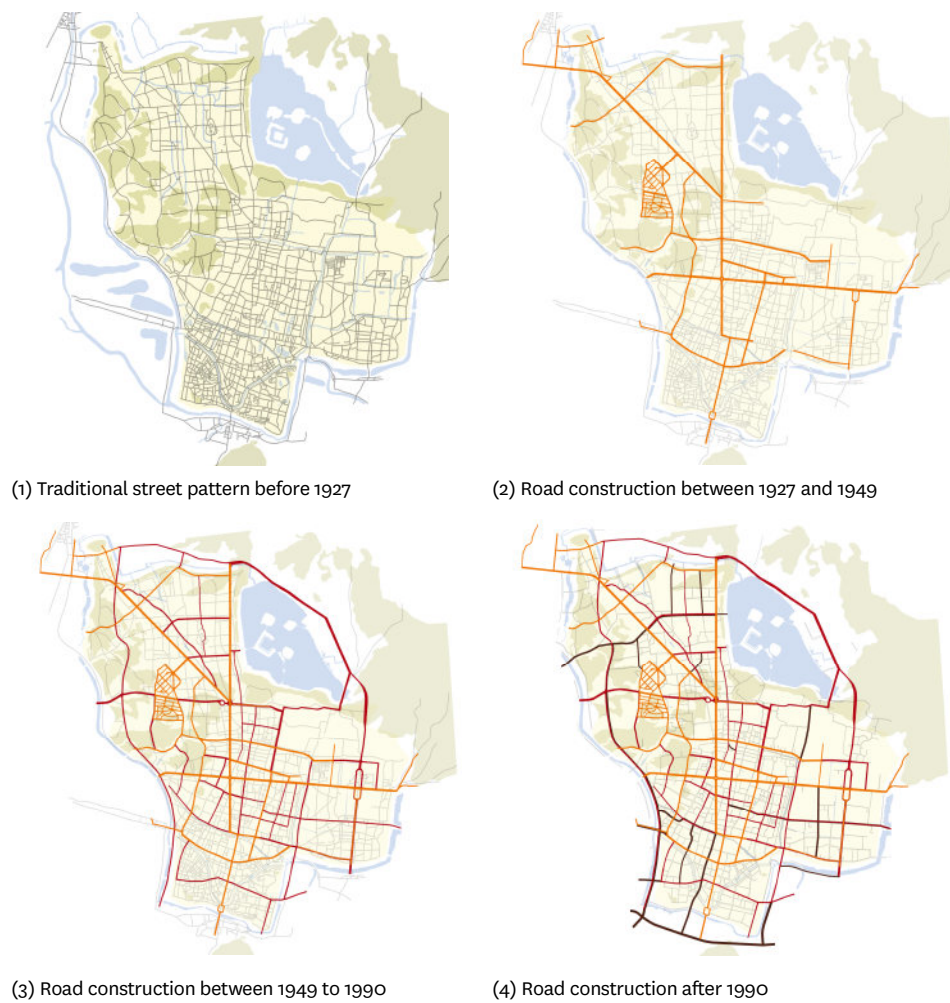 (1) Traditional street pattern before 1927
(2) Road construction between 1927 and 1949
(3) Road construction between 1949 to 1990
(4) Road construction after 1990